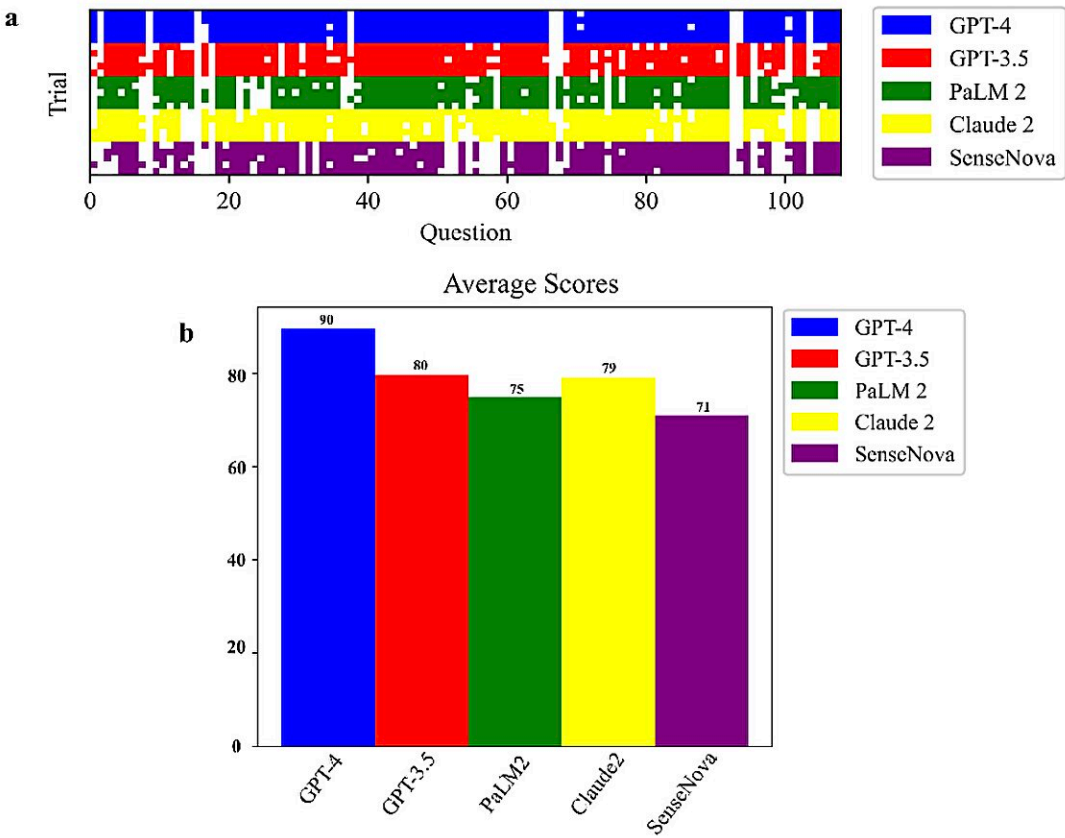 a
Trial
0 20 40 60 80 100
Question
GPT-4
GPT-3.5
PaLM 2
Claude 2
SenseNova
Average Scores
b
90
80
75
79
71
80
60
40
20
0
GPT-4
GPT-3.5
PaLM2
Claude2
SenseNova
GPT-4
GPT-3.5
PaLM 2
Claude 2
SenseNova